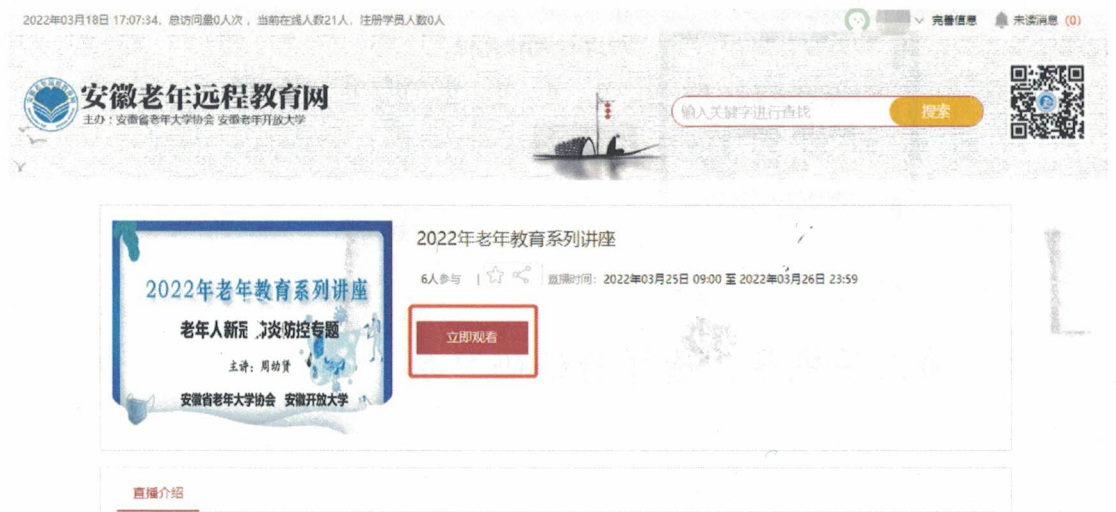 2022年03月18日 17:07:34，总访问量0人次，当前在线人数21人，注册学员人数0人
完善信息 未读消息 (0)
安徽老年远程教育网
主办：安徽省老年大学协会 安徽老年开放大学
输入关键字进行查找
搜索
2022年老年教育系列讲座
老年人新冠 炎防控专题
主讲：周幼贤
安徽省老年大学协会 安徽开放大学
2022年老年教育系列讲座
6人参与 | 直播时间：2022年03月25日 09:00 至 2022年03月26日 23:59
立即观看
直播介绍